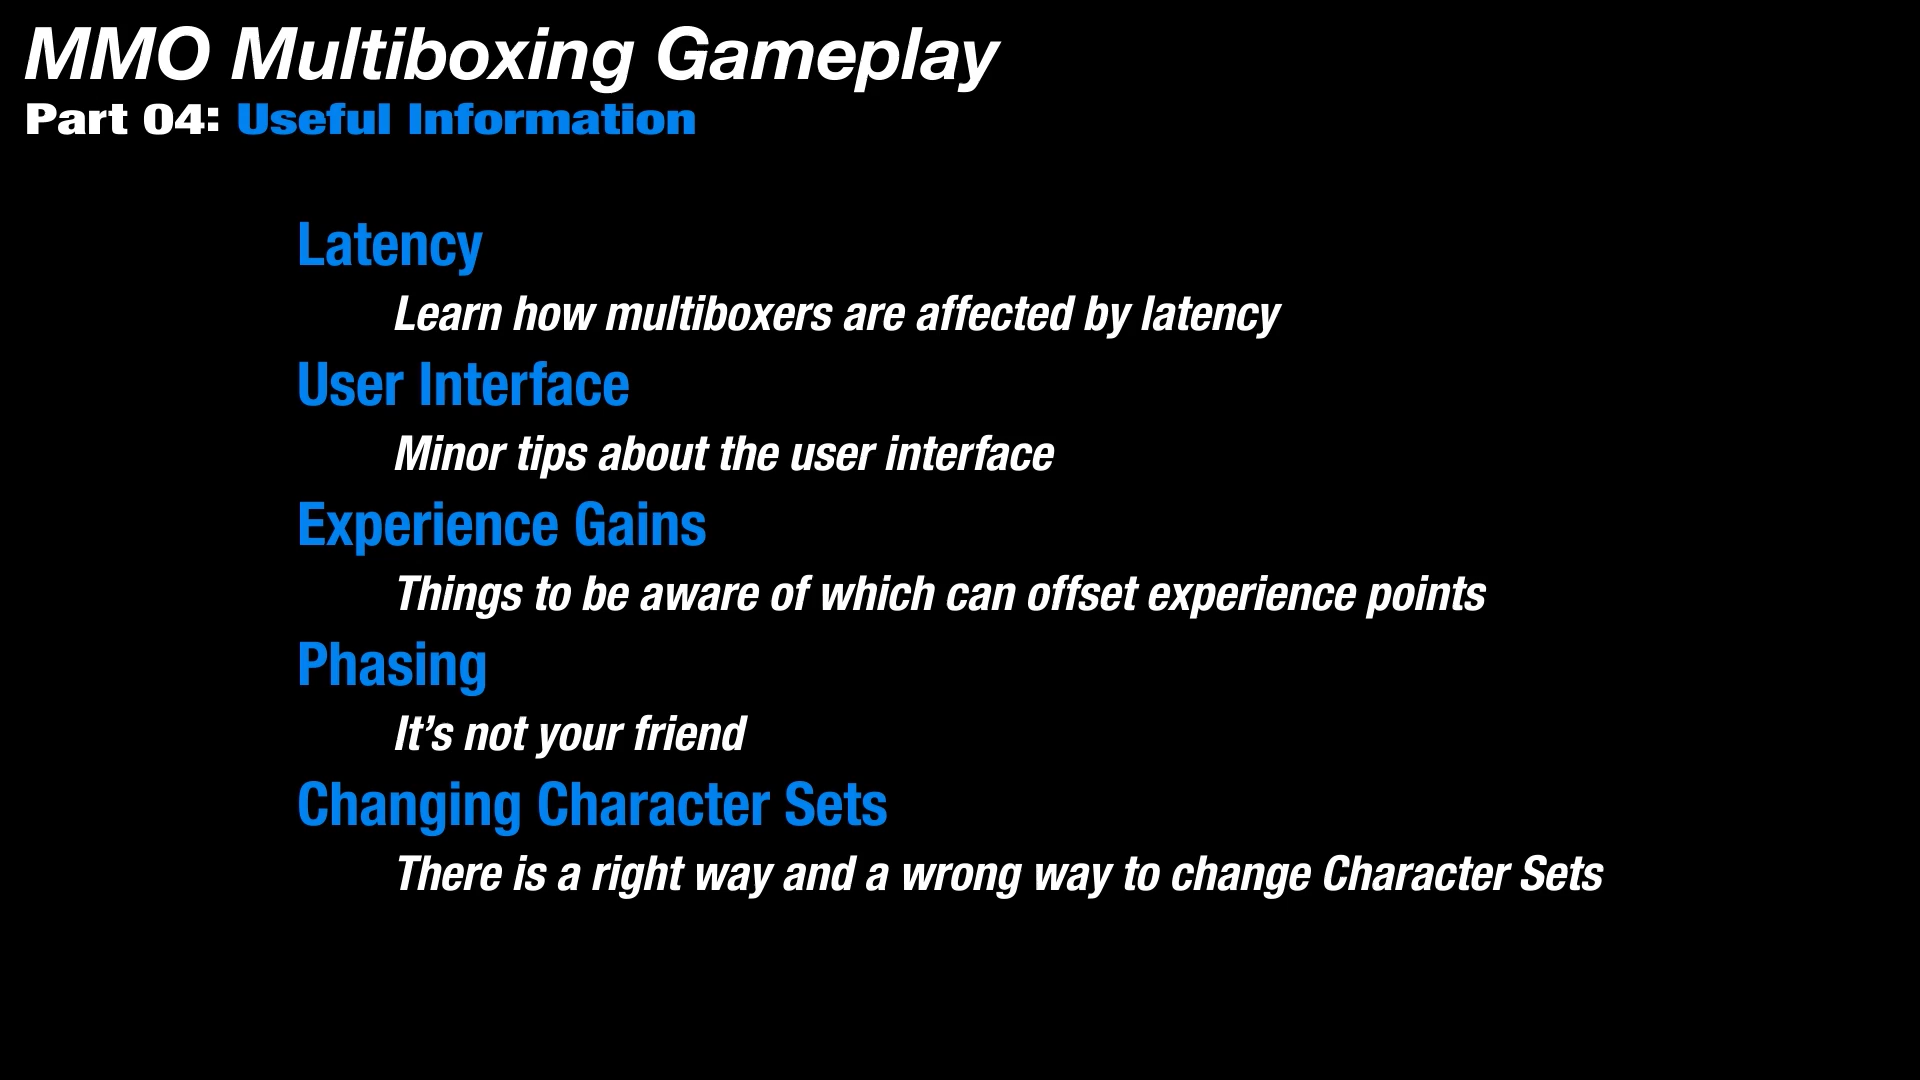 MMO Multiboxing Gameplay
Part 04: Useful Information
Latency
Learn how multiboxers are affected by latency
User Interface
Minor tips about the user interface
Experience Gains
Things to be aware of which can offset experience points
Phasing
It’s not your friend
Changing Character Sets
There is a right way and a wrong way to change Character Sets